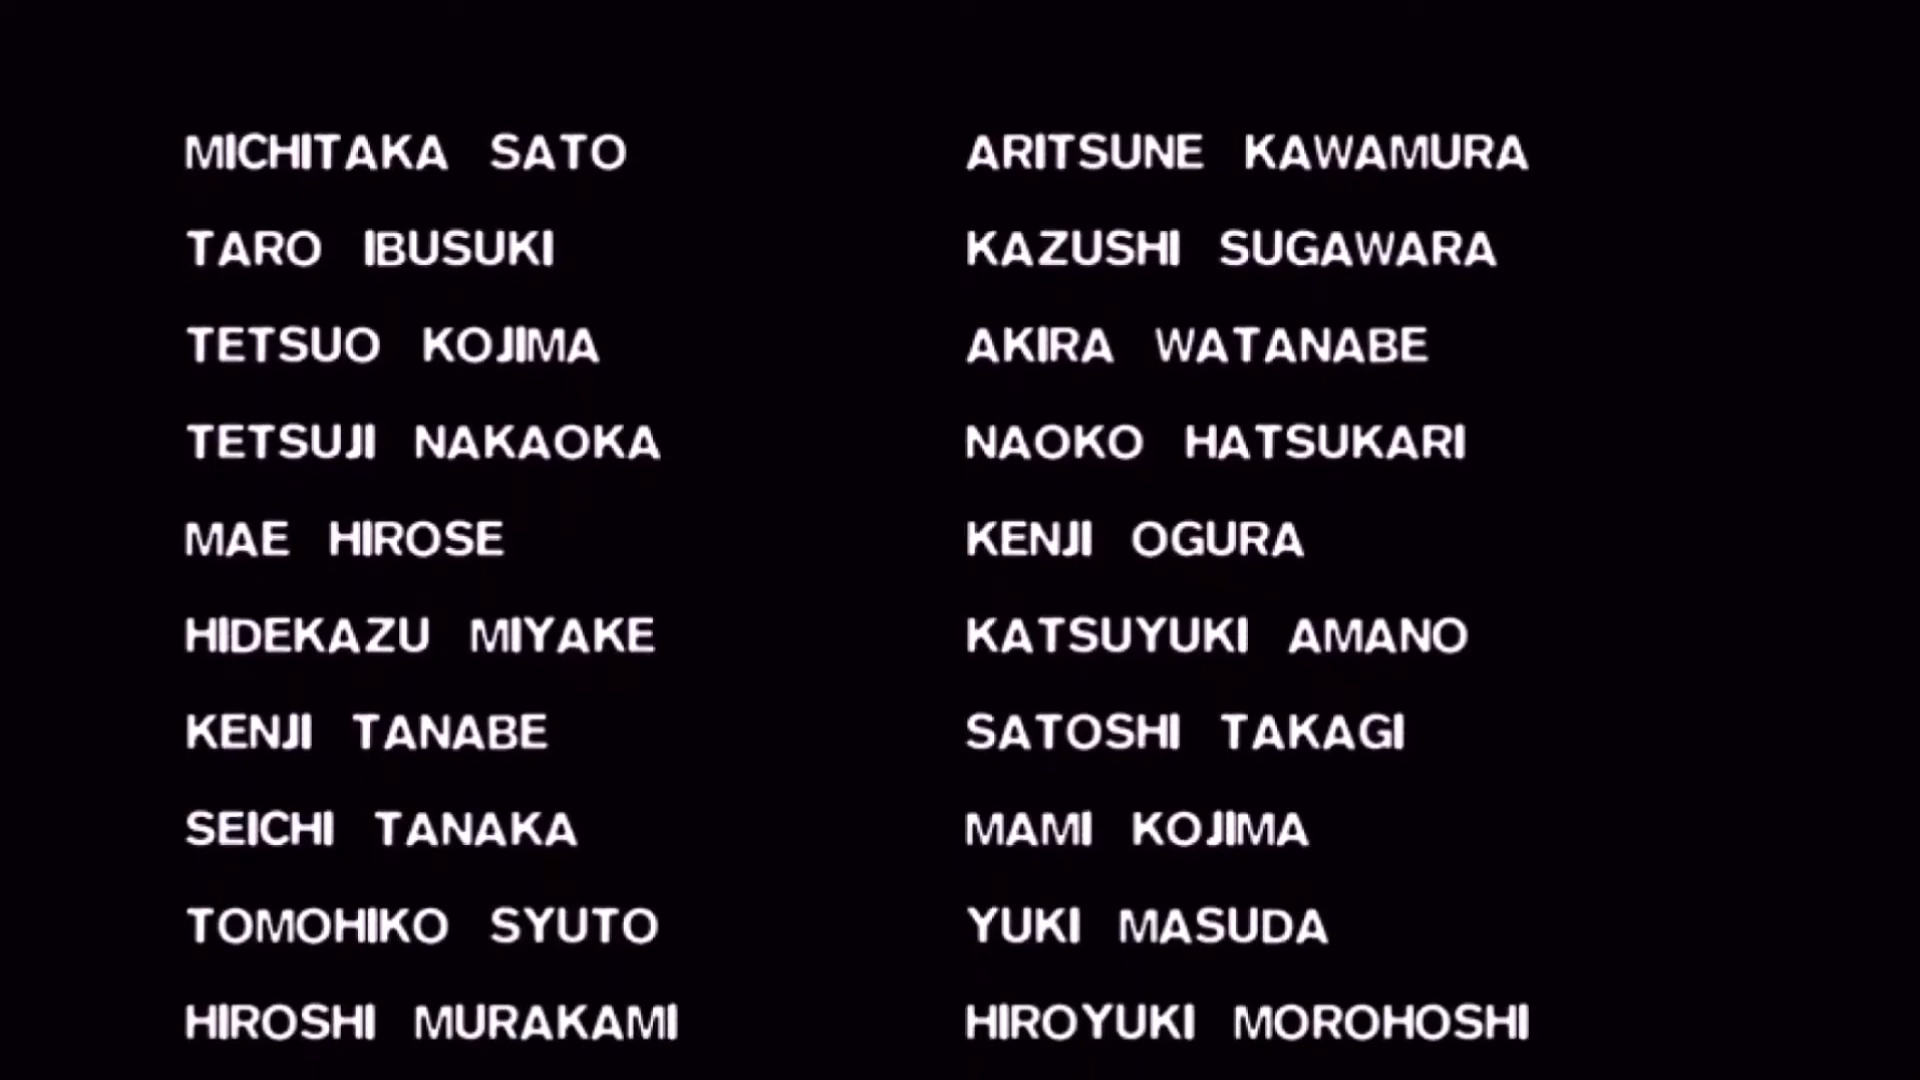 MICHITAKA SATO
ARITSUNE KAWAMURA
TARO IBUSUKI
KAZUSHI SUGAWARA
TETSUO KOJIMA
AKIRA WATANABE
TETSUJI NAKAOKA
NAOKO HATSUKARI
MAE HIROSE
KENJI OGURA
HIDEKAZU MIYAKE
KATSUYUKI AMANO
KENJI TANABE
SATOSHI TAKAGI
SEICHI TANAKA
MAMI KOJIMA
TOMOHIKO SYUTO
YUKI MASUDA
HIROSHI MURAKAMI
HIROYUKI MOROHOSHI